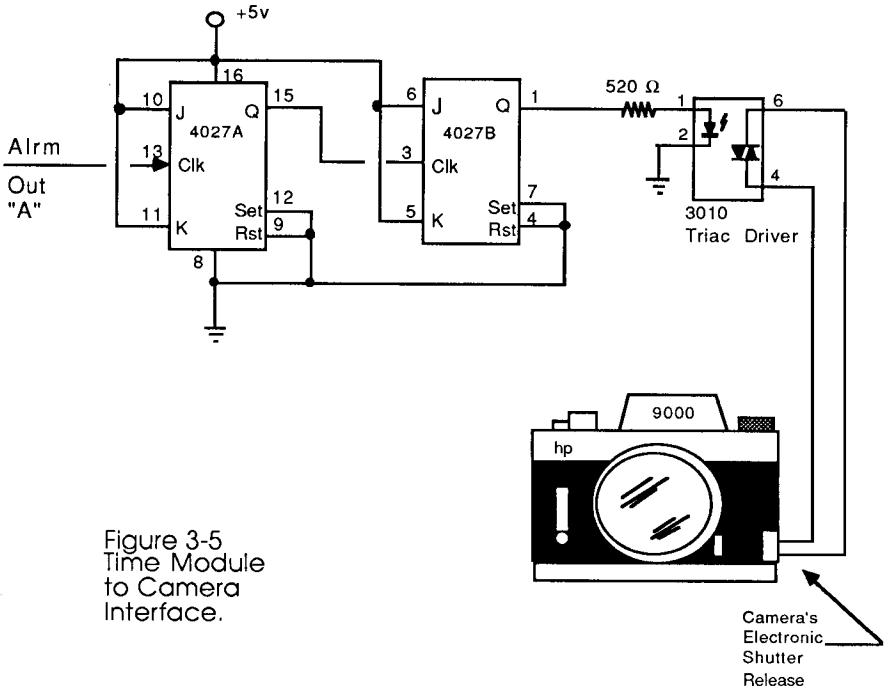 +5v
16
10
J
Q
15
4027A
Alrm
13
Clk
Out
"A"
12
Set
11
K
Rst
9
8
6
J
Q
1
4027B
3
Clk
7
Set
5
K
Rst
4
520 Ω
1
6
2
4
3010
Triac Driver
9000
hp
Figure 3-5
Time Module
to Camera
Interface.
Camera's
Electronic
Shutter
Release